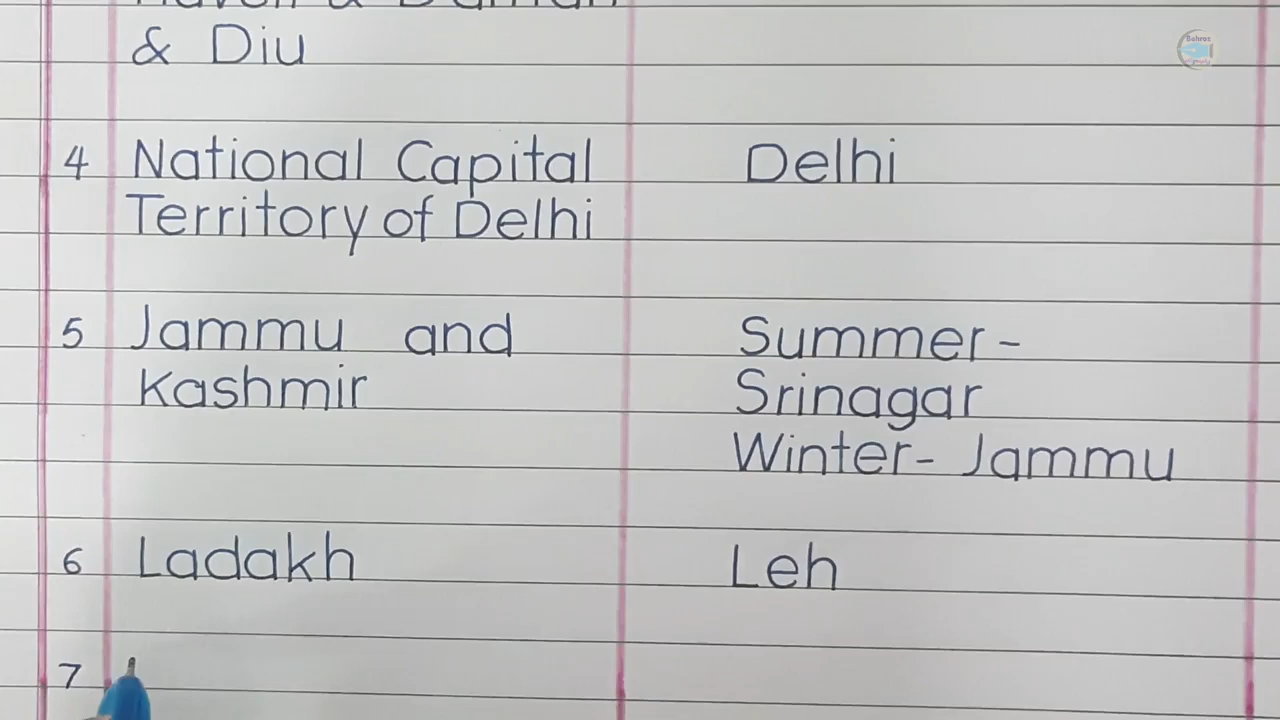 & Diu
4 National Capital Delhi
Territory of Delhi
5 Jammu and Summer -
Kashmir Srinagar
Winter - Jammu
6 Ladakh Leh
7